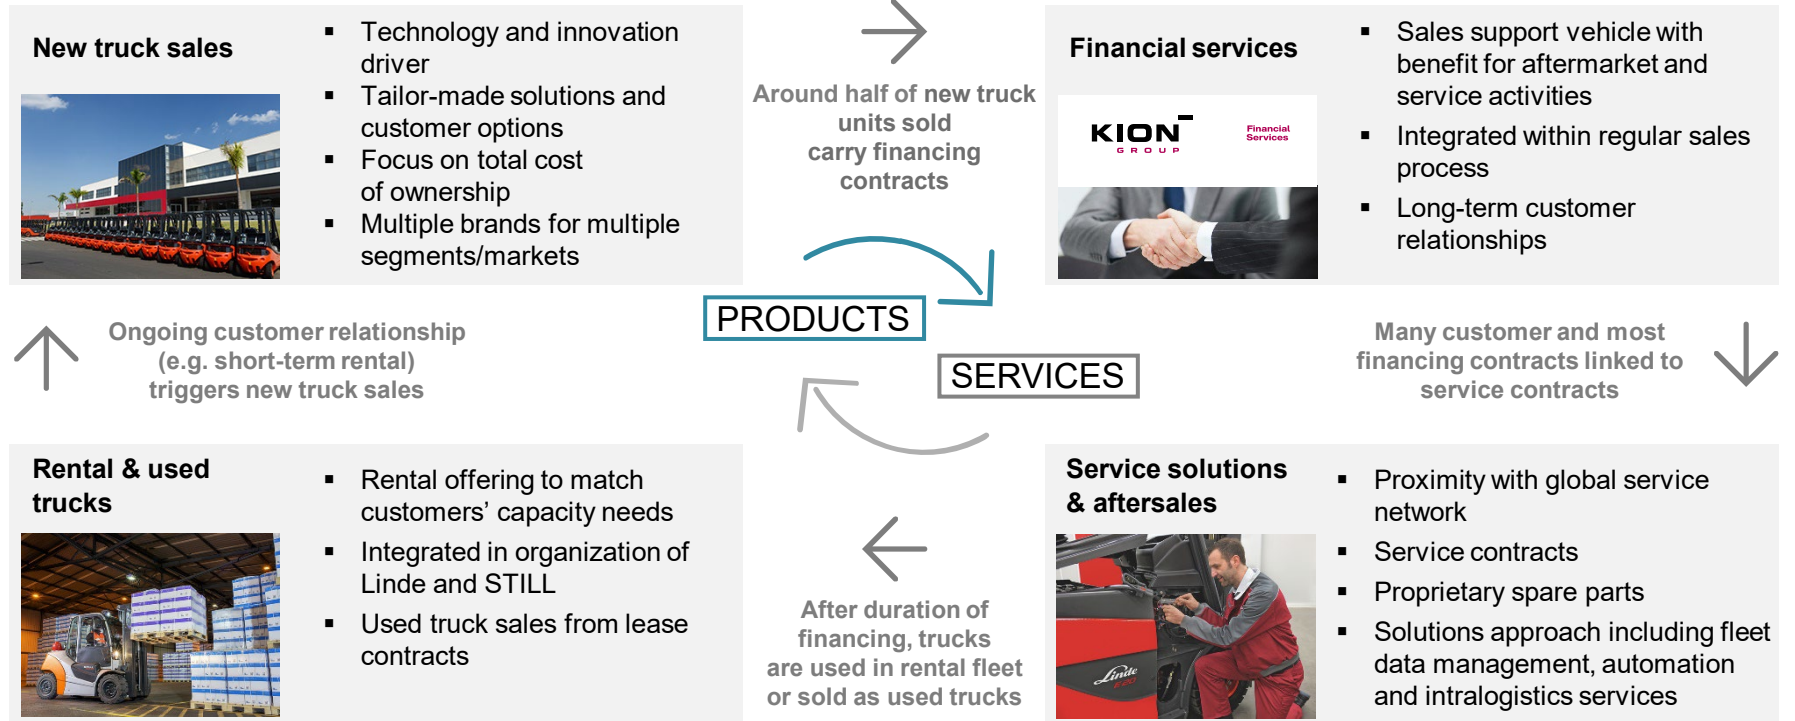 New truck sales
▪ Technology and innovation
driver
▪ Tailor-made solutions and
customer options
▪ Focus on total cost
of ownership
▪ Multiple brands for multiple
segments/markets
Around half of new truck
units sold
carry financing
contracts
Financial services
KION
GROUP
Financial
Services
▪ Sales support vehicle with
benefit for aftermarket and
service activities
▪ Integrated within regular sales
process
▪ Long-term customer
relationships
PRODUCTS
SERVICES
Ongoing customer relationship
(e.g. short-term rental)
triggers new truck sales
Many customer and most
financing contracts linked to
service contracts
Rental & used
trucks
▪ Rental offering to match
customers’ capacity needs
▪ Integrated in organization of
Linde and STILL
▪ Used truck sales from lease
contracts
After duration of
financing, trucks
are used in rental fleet
or sold as used trucks
Service solutions
& aftersales
Linde
E20
▪ Proximity with global service
network
▪ Service contracts
▪ Proprietary spare parts
▪ Solutions approach including fleet
data management, automation
and intralogistics services